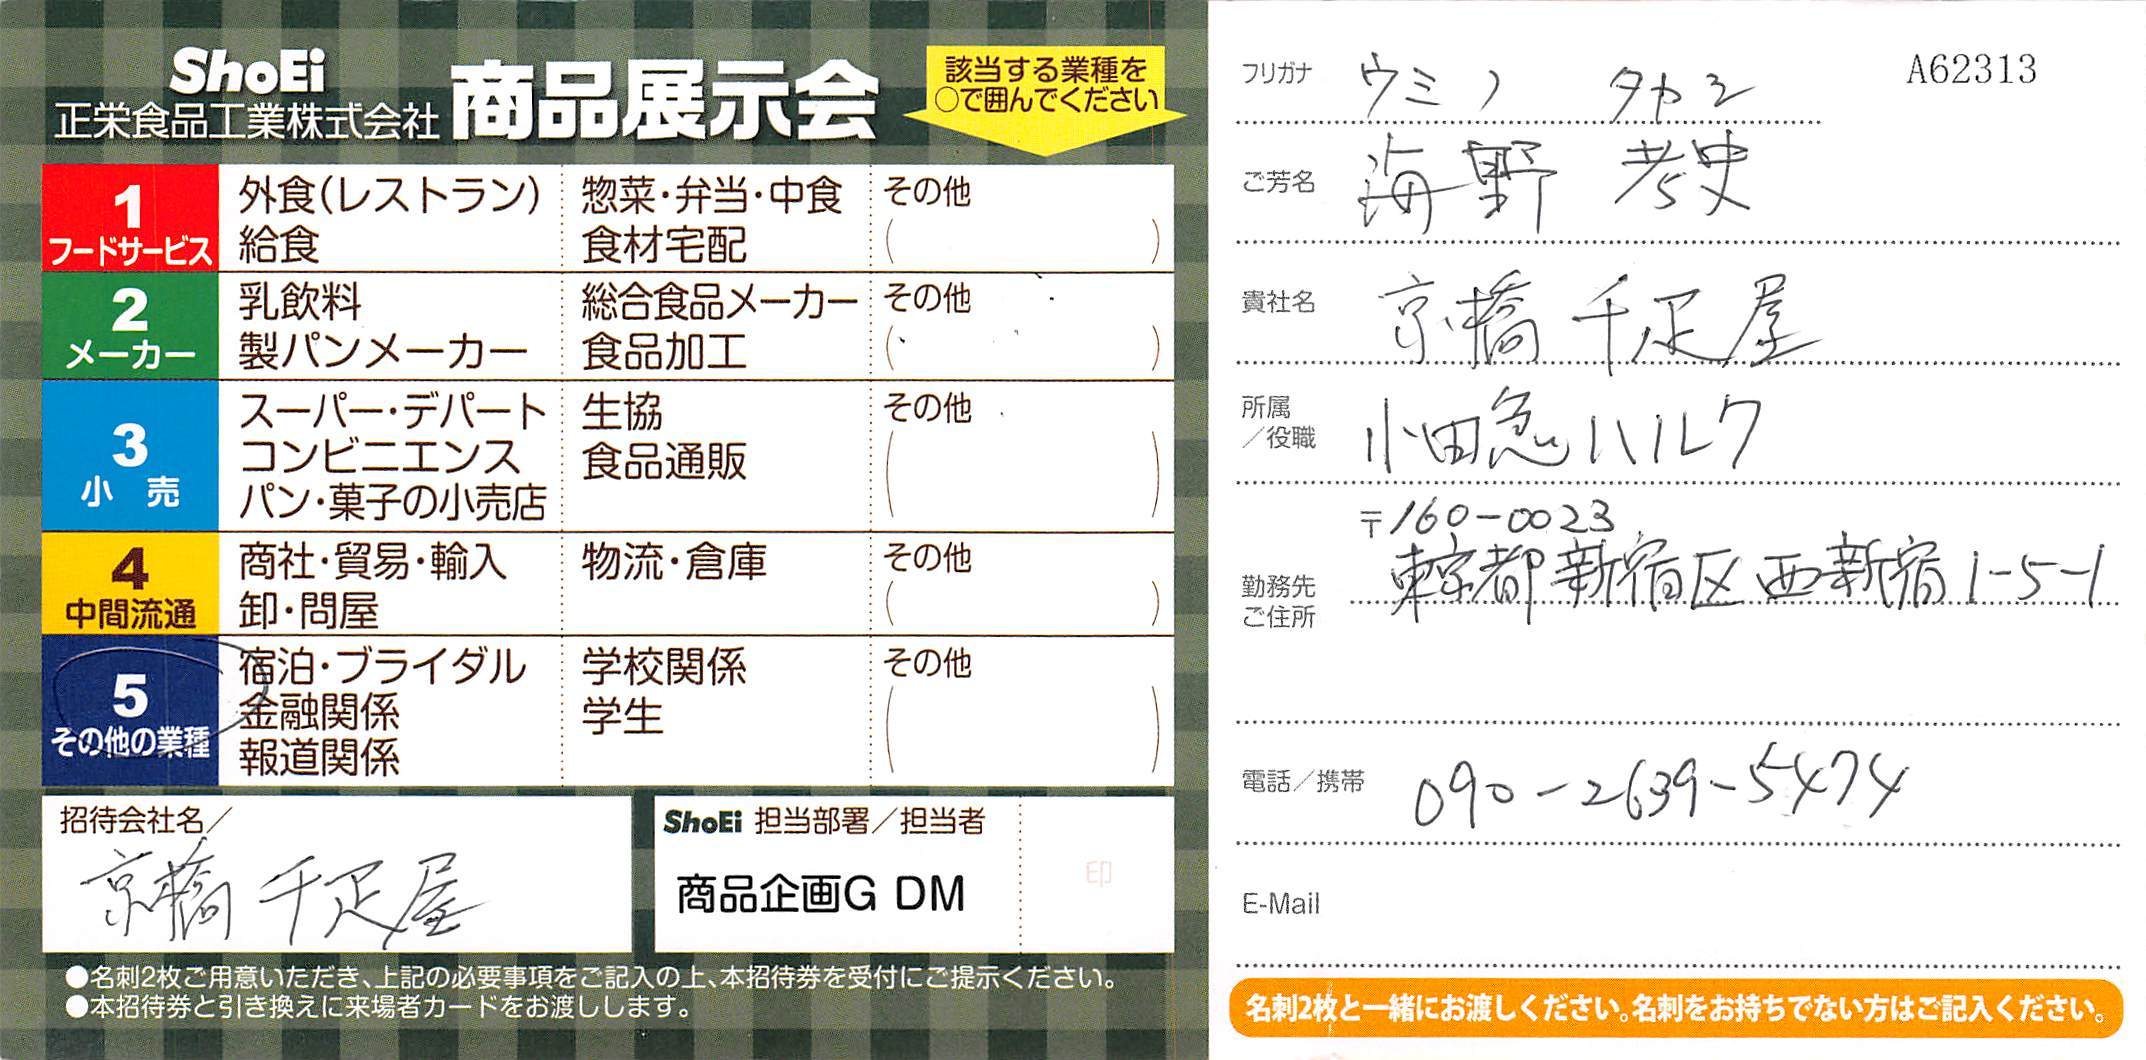 ShoEi
正栄食品工業株式会社
商品展示会
該当する業種を
○で囲んでください
1
フードサービス
外食(レストラン)
給食
惣菜・弁当・中食
食材宅配
その他
( )
2
メーカー
乳飲料
製パンメーカー
総合食品メーカー
食品加工
その他
( )
3
小 売
スーパー・デパート
コンビニエンス
パン・菓子の小売店
生協
食品通販
その他
( )
4
中間流通
商社・貿易・輸入
卸・問屋
物流・倉庫
その他
( )
5
その他の業種
宿泊・ブライダル
金融関係
報道関係
学校関係
学生
その他
( )
招待会社名／
京橋千疋屋
ShoEi 担当部署／担当者
商品企画G DM
印
●名刺2枚ご用意いただき、上記の必要事項をご記入の上、本招待券を受付にご提示ください。
●本招待券と引き換えに来場者カードをお渡しします。
A62313
フリガナ ウミノ タカシ
ご芳名 海野 考史
貴社名 京橋千疋屋
所属
／役職 小田急ハルク
〒160-0023
勤務先
ご住所 東京都新宿区西新宿1-5-1
電話／携帯 090-2639-5474
E-Mail
名刺2枚と一緒にお渡しください。名刺をお持ちでない方はご記入ください。